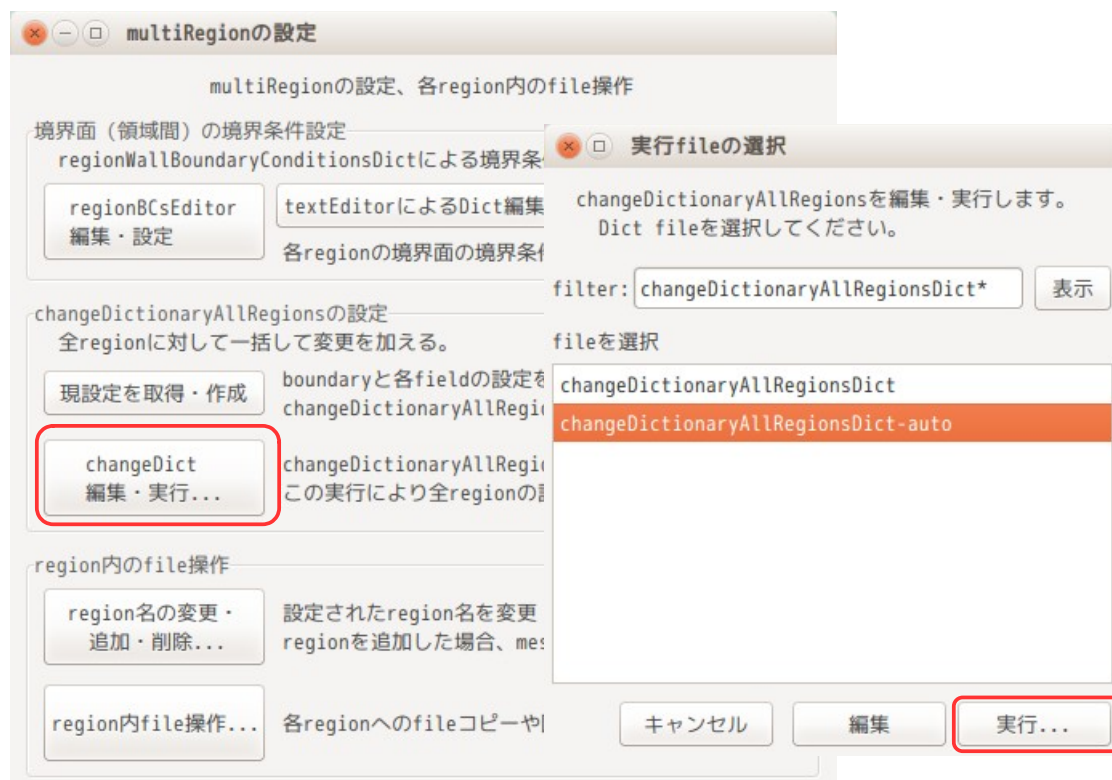 multiRegionの設定
multiRegionの設定、各region内のfile操作
境界面（領域間）の境界条件設定
regionWallBoundaryConditionsDictによる境界条
regionBCsEditor
編集・設定
textEditorによるDict編集
各regionの境界面の境界条
changeDictionaryAllRegionsの設定
全regionに対して一括して変更を加える。
現設定を取得・作成
boundaryと各fieldの設定を
changeDictionaryAllRegi
changeDict
編集・実行...
changeDictionaryAllRegi
この実行により全regionの
region内のfile操作
region名の変更・
追加・削除...
設定されたregion名を変更
regionを追加した場合、me
region内file操作...
各regionへのfileコピーや
実行fileの選択
changeDictionaryAllRegionsを編集・実行します。
Dict fileを選択してください。
filter: changeDictionaryAllRegionsDict* 表示
fileを選択
changeDictionaryAllRegionsDict
changeDictionaryAllRegionsDict-auto
キャンセル 編集 実行...